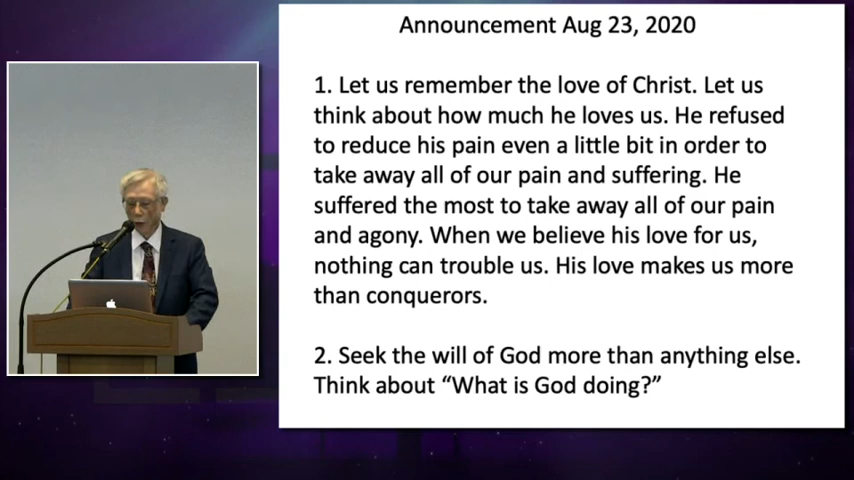 Announcement Aug 23, 2020
1. Let us remember the love of Christ. Let us
think about how much he loves us. He refused
to reduce his pain even a little bit in order to
take away all of our pain and suffering. He
suffered the most to take away all of our pain
and agony. When we believe his love for us,
nothing can trouble us. His love makes us more
than conquerors.
2. Seek the will of God more than anything else.
Think about “What is God doing?”